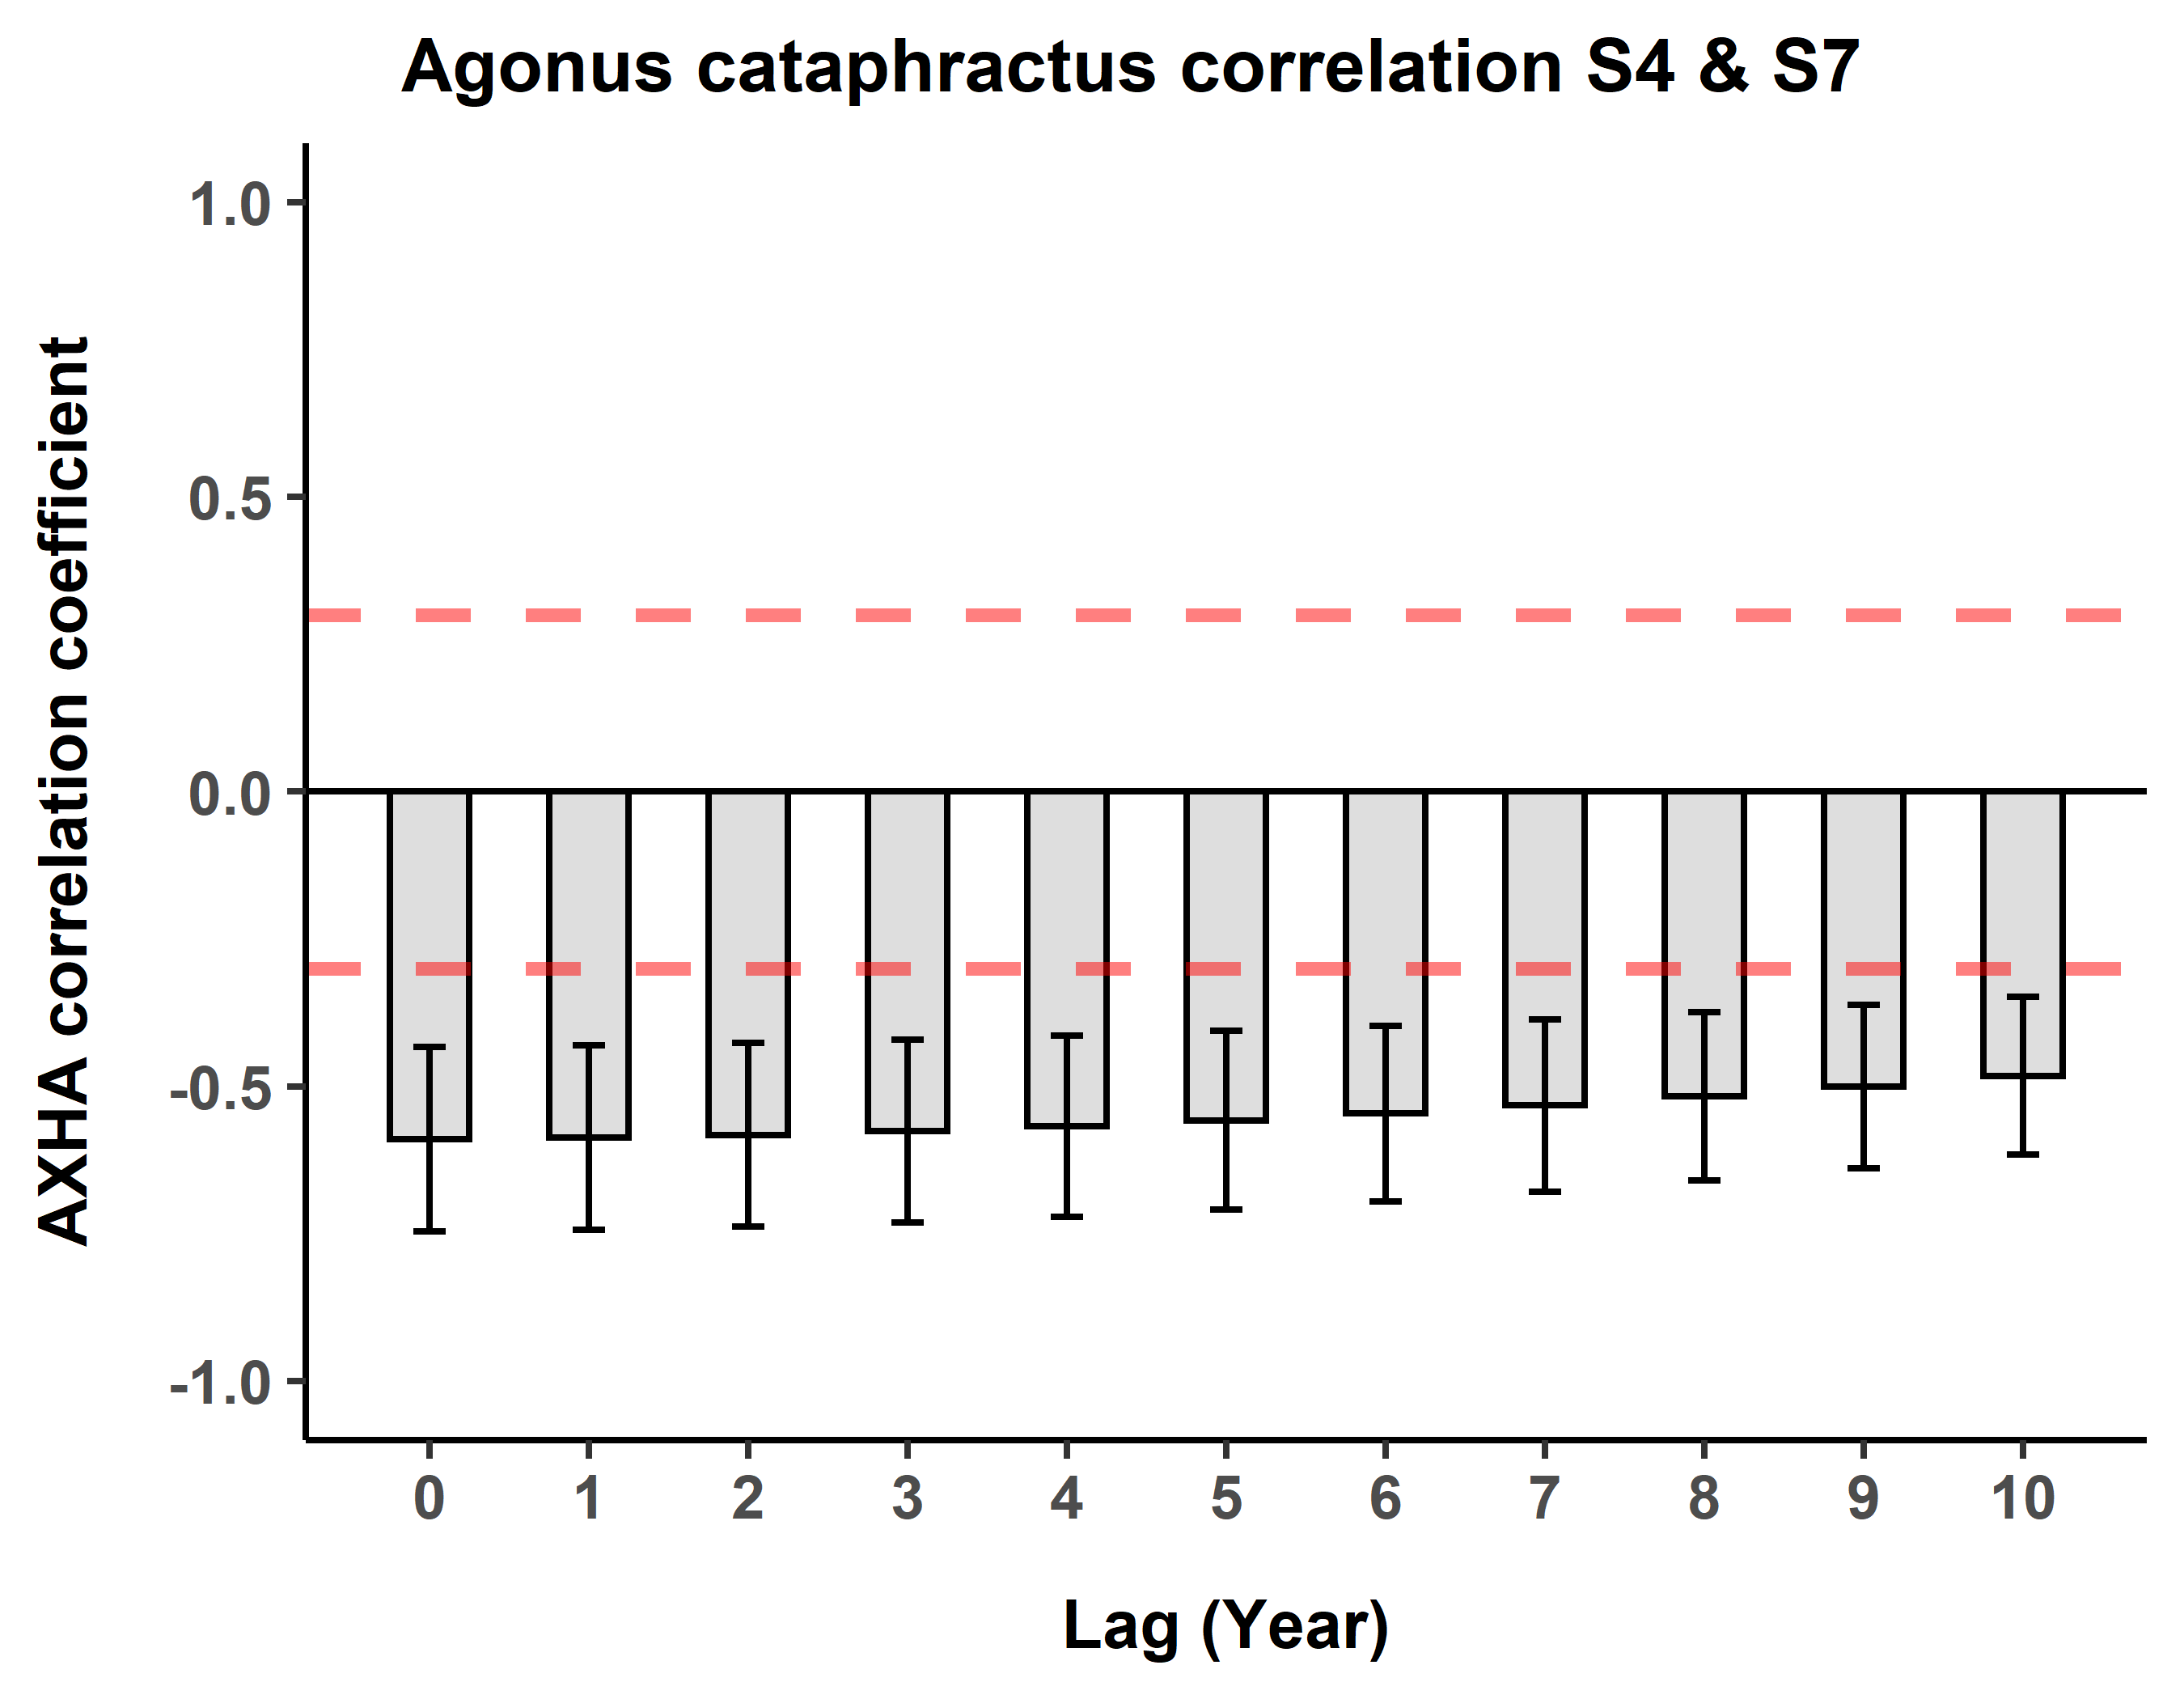 Agonus cataphractus correlation S4 & S7
AXHA correlation coefficient
1.0
0.5
0.0
-0.5
-1.0
0 1 2 3 4 5 6 7 8 9 10
Lag (Year)